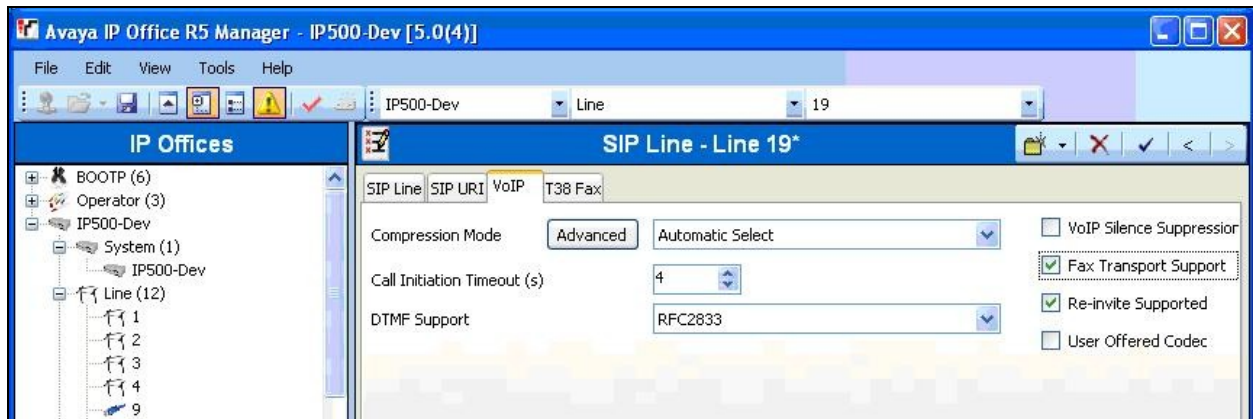 Avaya IP Office R5 Manager - IP500-Dev [5.0(4)]
File Edit View Tools Help
IP500-Dev Line 19
IP Offices
BOOTP (6)
Operator (3)
IP500-Dev
System (1)
IP500-Dev
Line (12)
1
2
3
4
9
SIP Line - Line 19*
SIP Line SIP URI VoIP T38 Fax
Compression Mode Advanced Automatic Select
Call Initiation Timeout (s) 4
DTMF Support RFC2833
VoIP Silence Suppression
Fax Transport Support
Re-invite Supported
User Offered Codec